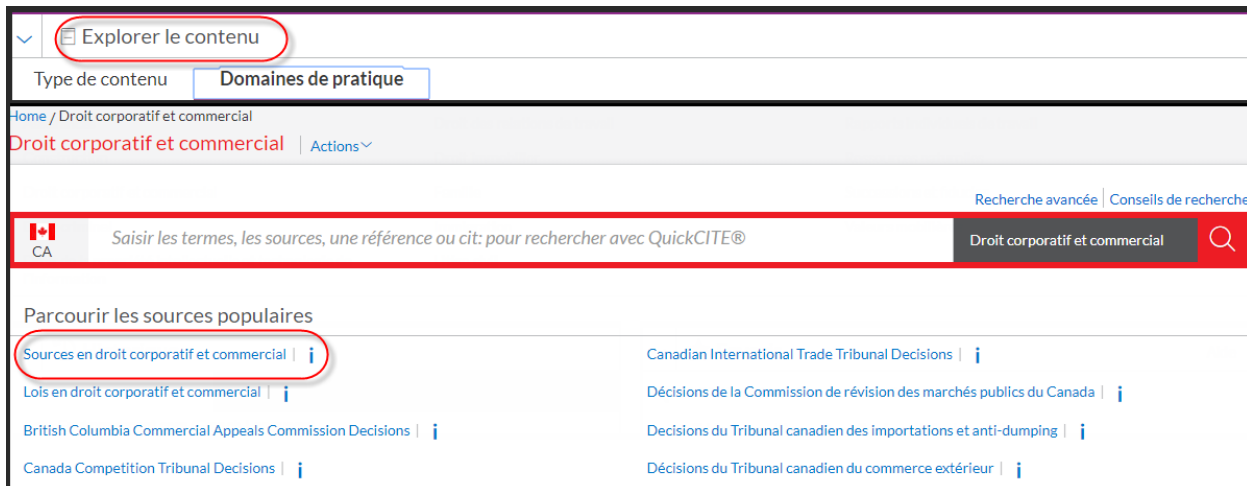 Explorer le contenu
Type de contenu Domaines de pratique
Home / Droit corporatif et commercial
Droit corporatif et commercial | Actions
Recherche avancée | Conseils de recherche
CA Saisir les termes, les sources, une référence ou cit: pour rechercher avec QuickCITE® Droit corporatif et commercial
Parcourir les sources populaires
Sources en droit corporatif et commercial | i
Canadian International Trade Tribunal Decisions | i
Lois en droit corporatif et commercial | i
Décisions de la Commission de révision des marchés publics du Canada | i
British Columbia Commercial Appeals Commission Decisions | i
Decisions du Tribunal canadien des importations et anti-dumping | i
Canada Competition Tribunal Decisions | i
Décisions du Tribunal canadien du commerce extérieur | i